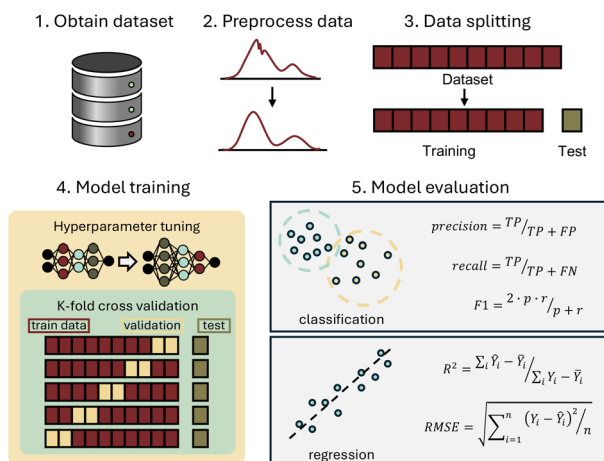 1. Obtain dataset
2. Preprocess data
3. Data splitting
Dataset
Training
Test
4. Model training
Hyperparameter tuning
K-fold cross validation
train data
validation
test
5. Model evaluation
precision = TP/TP + FP
recall = TP/TP + FN
F1 = 2 · p · r/p + r
classification
R² = ∑ᵢ Ŷᵢ − Ȳᵢ/∑ᵢ Yᵢ − Ȳᵢ
RMSE = √∑ⁿᵢ₌₁ (Yᵢ − Ŷᵢ)²/n
regression